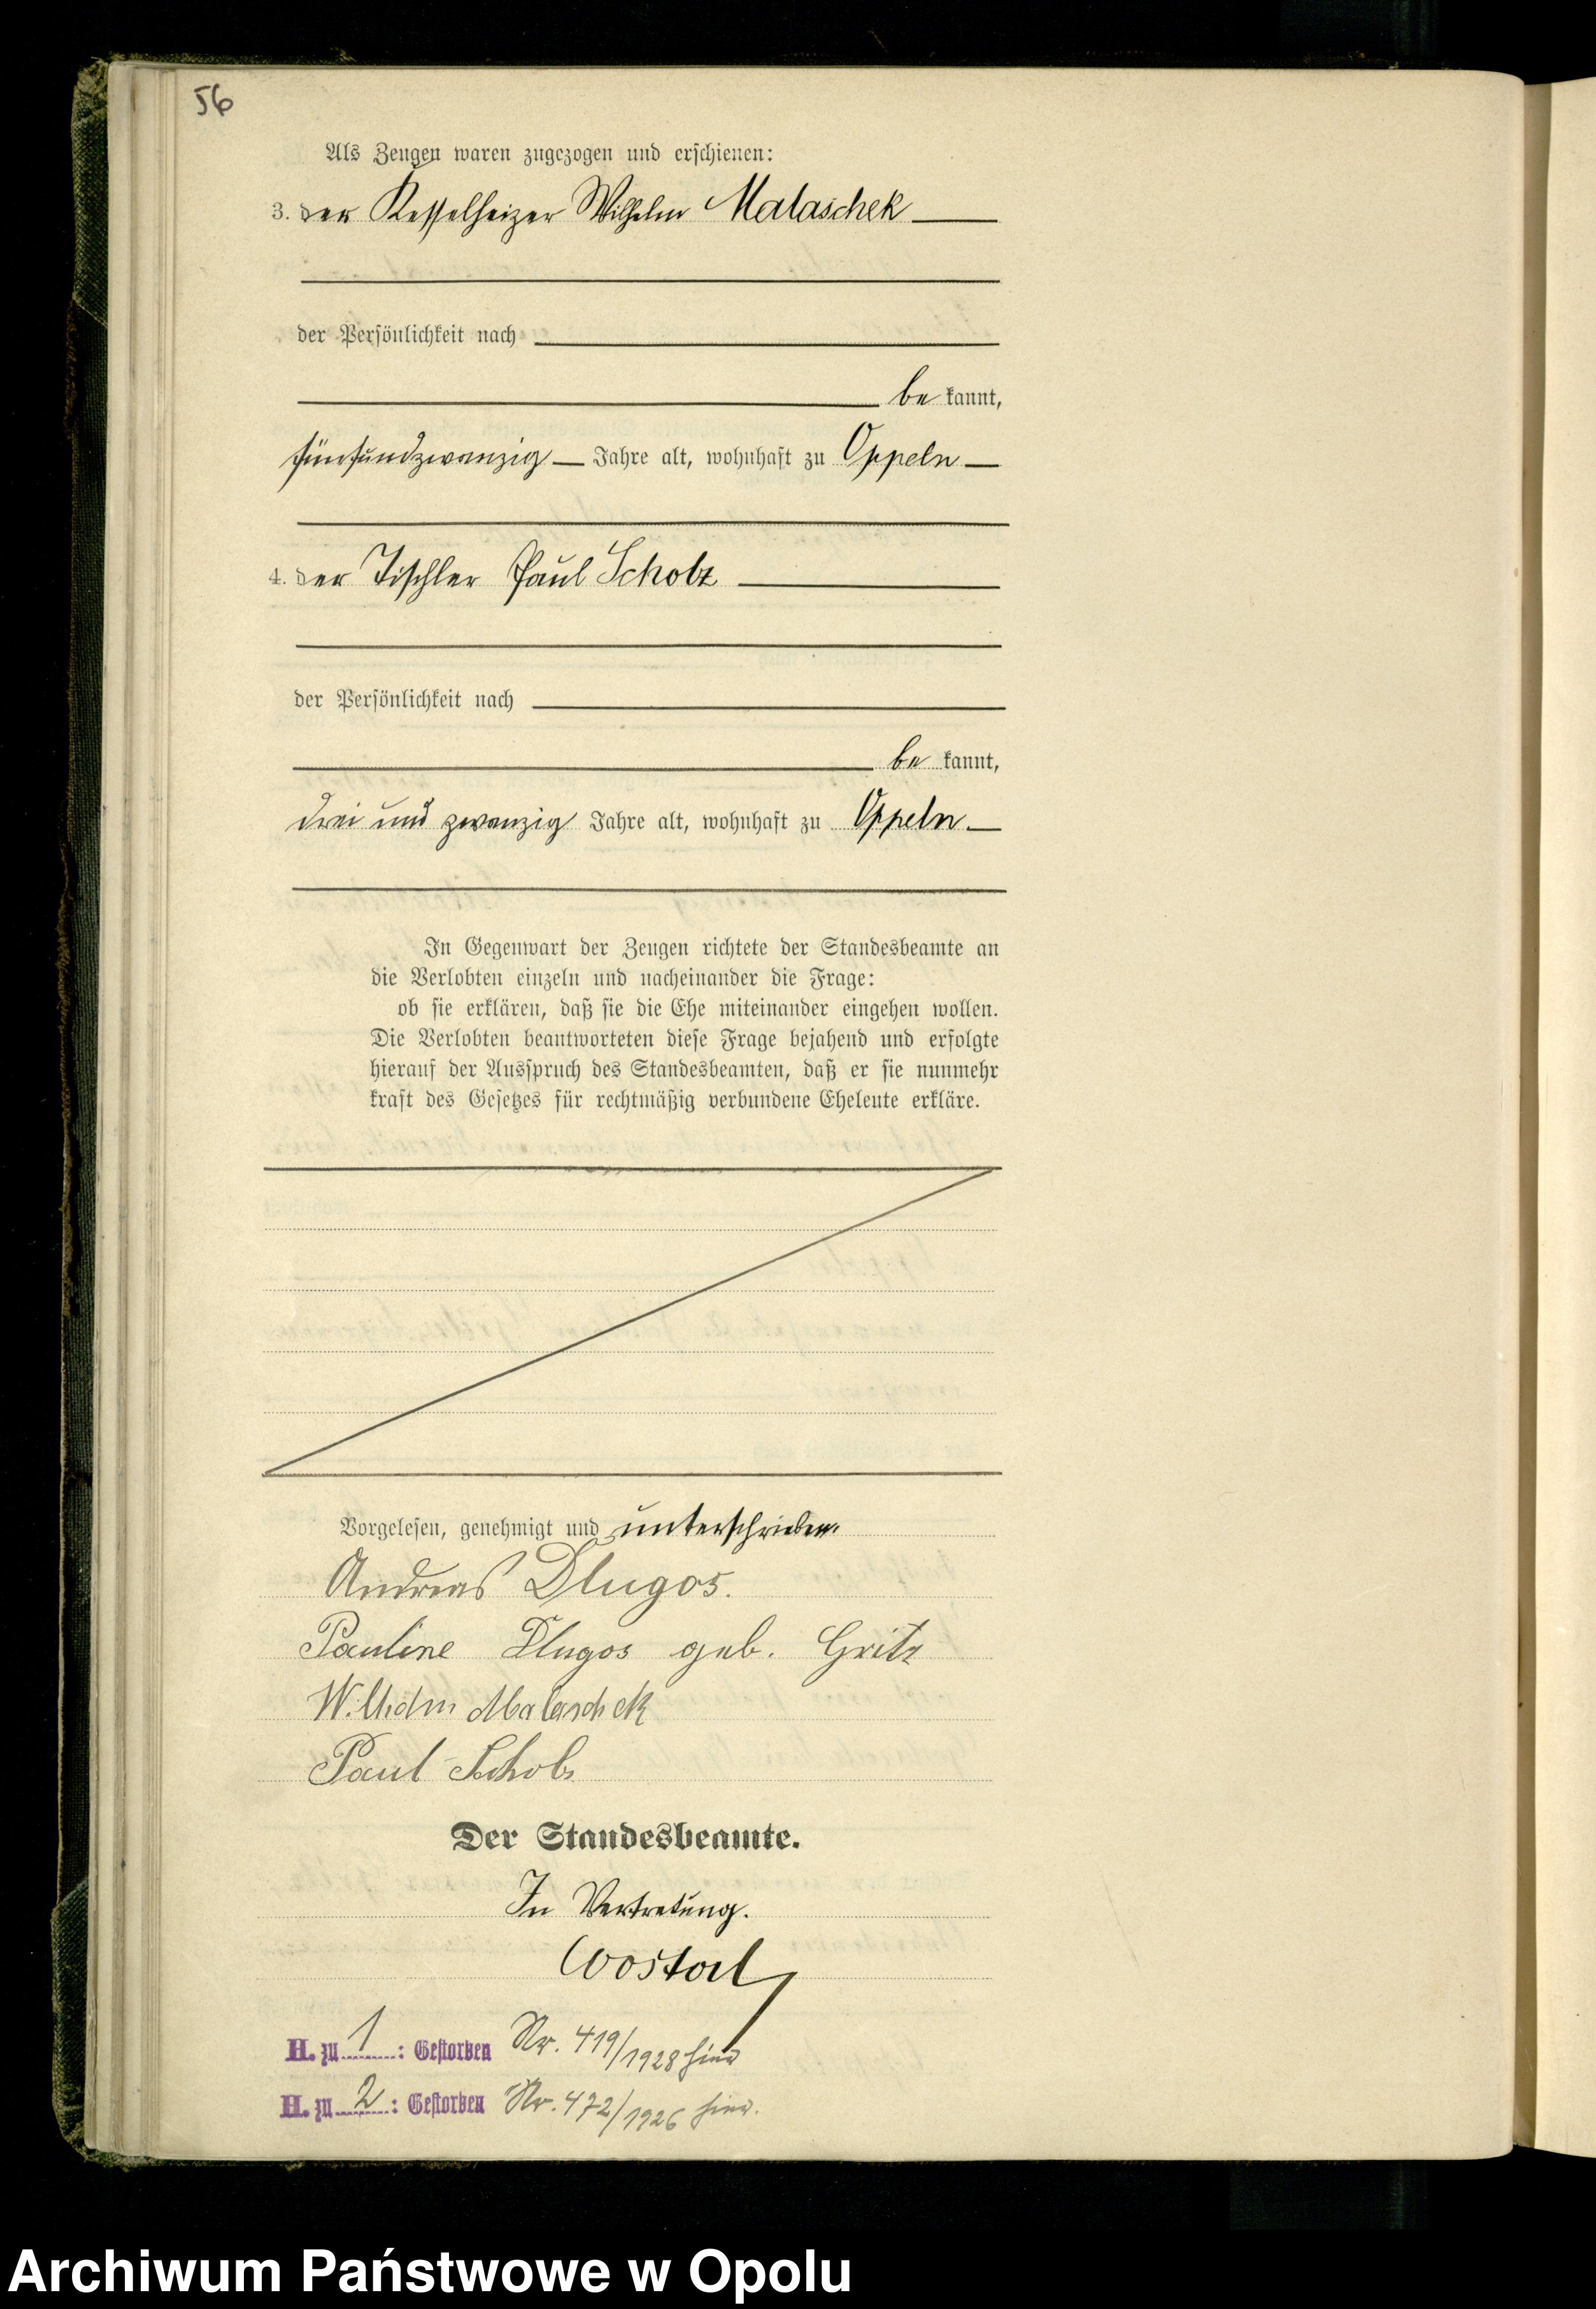 56
Als Zeugen waren zugezogen und erschienen:
3. der Kesselheizer Wilhelm Malaschek
der Persönlichkeit nach
be kannt,
fünfundzwanzig Jahre alt, wohnhaft zu Oppeln
4. der Tischler Paul Scholz
der Persönlichkeit nach
be kannt,
drei und zwanzig Jahre alt, wohnhaft zu Oppeln
In Gegenwart der Zeugen richtete der Standesbeamte an
die Verlobten einzeln und nacheinander die Frage:
ob sie erklären, daß sie die Ehe miteinander eingehen wollen.
Die Verlobten beantworteten diese Frage bejahend und erfolgte
hierauf der Ausspruch des Standesbeamten, daß er sie nunmehr
kraft des Gesetzes für rechtmäßig verbundene Eheleute erkläre.
Vorgelesen, genehmigt und unterschrieben.
Andreas Dlugos.
Pauline Dlugos geb. Gritz
Wilhelm Malaschek
Paul Scholz
Der Standesbeamte.
In Vertretung.
H. zu 1: Gestorben Nr. 419/1928 hier
H. zu 2: Gestorben Nr. 472/1926 hier.
Archiwum Państwowe w Opolu